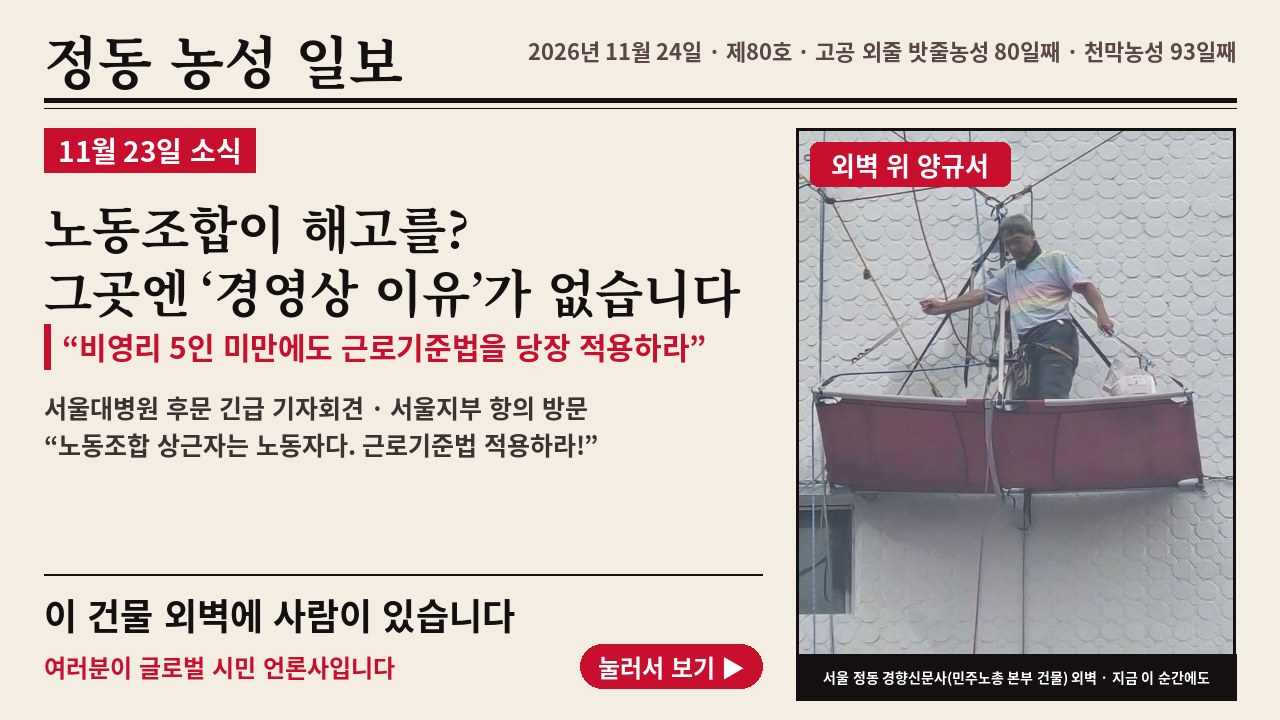 정동 농성 일보
2026년 11월 24일 · 제80호 · 고공 외줄 밧줄농성 80일째 · 천막농성 93일째
11월 23일 소식
노동조합이 해고를?
그곳엔 ‘경영상 이유’가 없습니다
“비영리 5인 미만에도 근로기준법을 당장 적용하라”
서울대병원 후문 긴급 기자회견 · 서울지부 항의 방문
“노동조합 상근자는 노동자다. 근로기준법 적용하라!”
이 건물 외벽에 사람이 있습니다
여러분이 글로벌 시민 언론사입니다
눌러서 보기 ▶
외벽 위 양규서
서울 정동 경향신문사(민주노총 본부 건물) 외벽 · 지금 이 순간에도